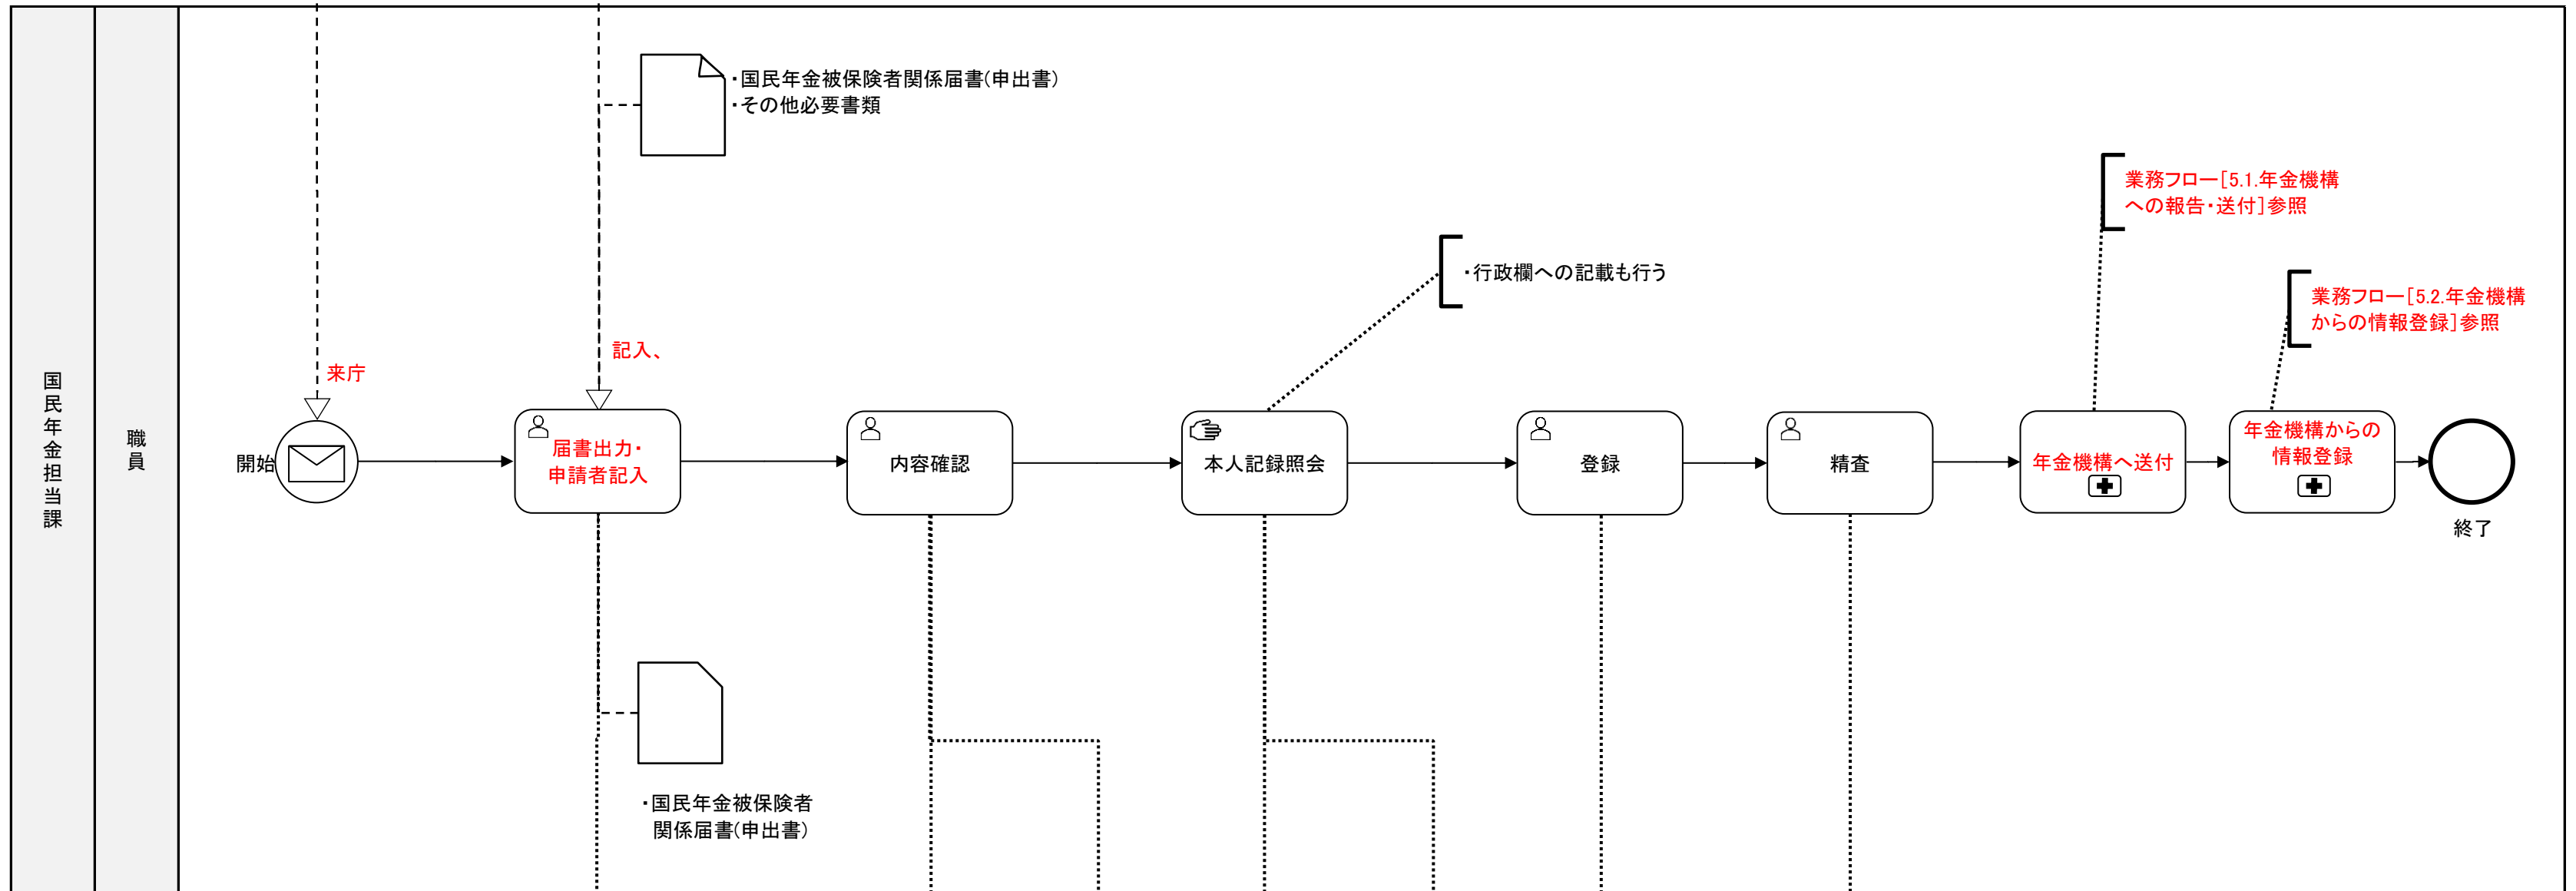 国民年金担当課
職員
・国民年金被保険者関係届書(申出書)
・その他必要書類
業務フロー[5.1.年金機構
への報告・送付]参照
・行政欄への記載も行う
業務フロー[5.2.年金機構
からの情報登録]参照
来庁
記入、
開始
届書出力・
申請者記入
内容確認
本人記録照会
登録
精査
年金機構へ送付
年金機構からの
情報登録
終了
・国民年金被保険者
関係届書(申出書)